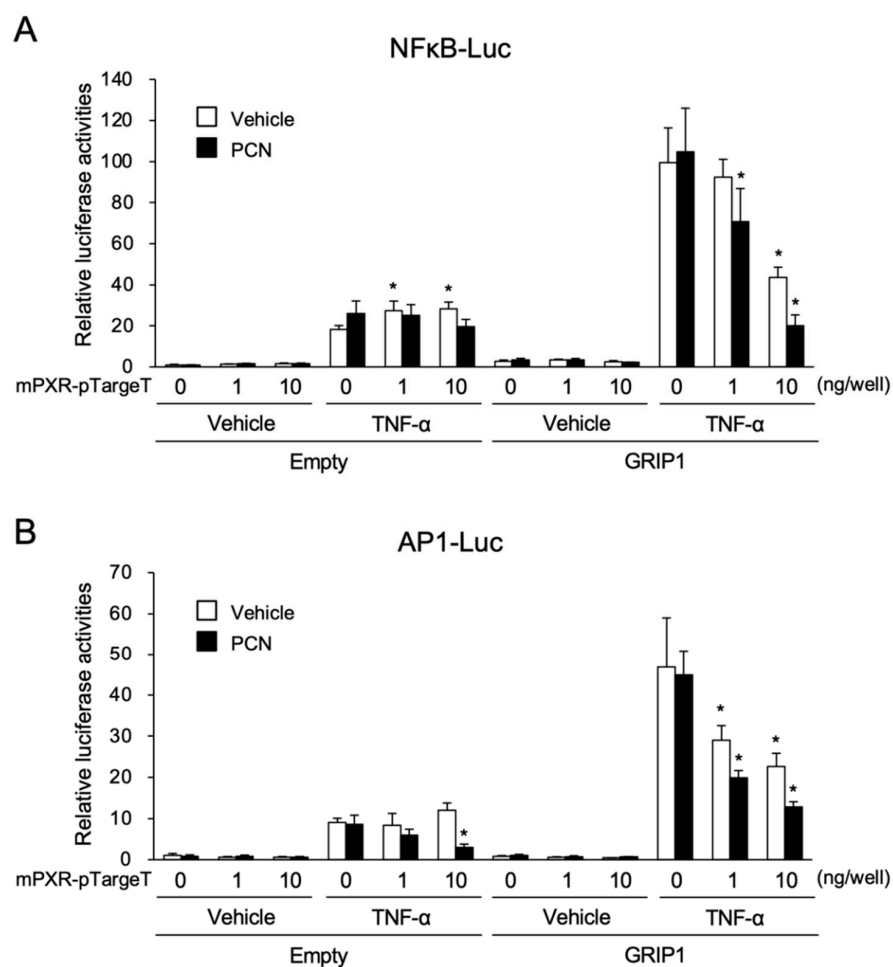 A
NFκB-Luc
Relative luciferase activities
140
120
100
80
60
40
20
0
Vehicle
PCN
* * * * *
mPXR-pTargeT 0 1 10 0 1 10 0 1 10 0 1 10 (ng/well)
Vehicle TNF-α Vehicle TNF-α
Empty GRIP1
B
AP1-Luc
Relative luciferase activities
70
60
50
40
30
20
10
0
Vehicle
PCN
* * * * *
mPXR-pTargeT 0 1 10 0 1 10 0 1 10 0 1 10 (ng/well)
Vehicle TNF-α Vehicle TNF-α
Empty GRIP1